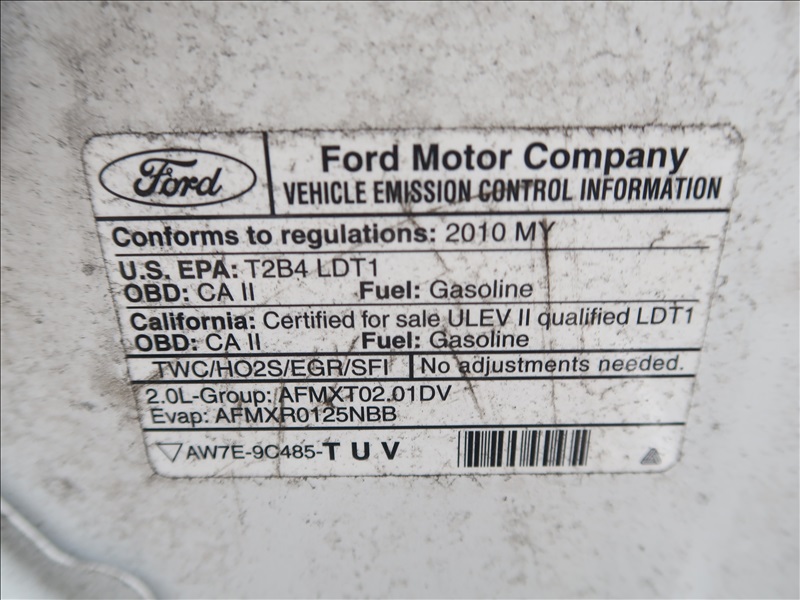 Ford
Ford Motor Company
VEHICLE EMISSION CONTROL INFORMATION
Conforms to regulations: 2010 MY
U.S. EPA: T2B4 LDT1
OBD: CA II Fuel: Gasoline
California: Certified for sale ULEV II qualified LDT1
OBD: CA II Fuel: Gasoline
TWC/HO2S/EGR/SFI No adjustments needed.
2.0L-Group: AFMXT02.01DV
Evap: AFMXR0125NBB
AW7E-9C485-TUV